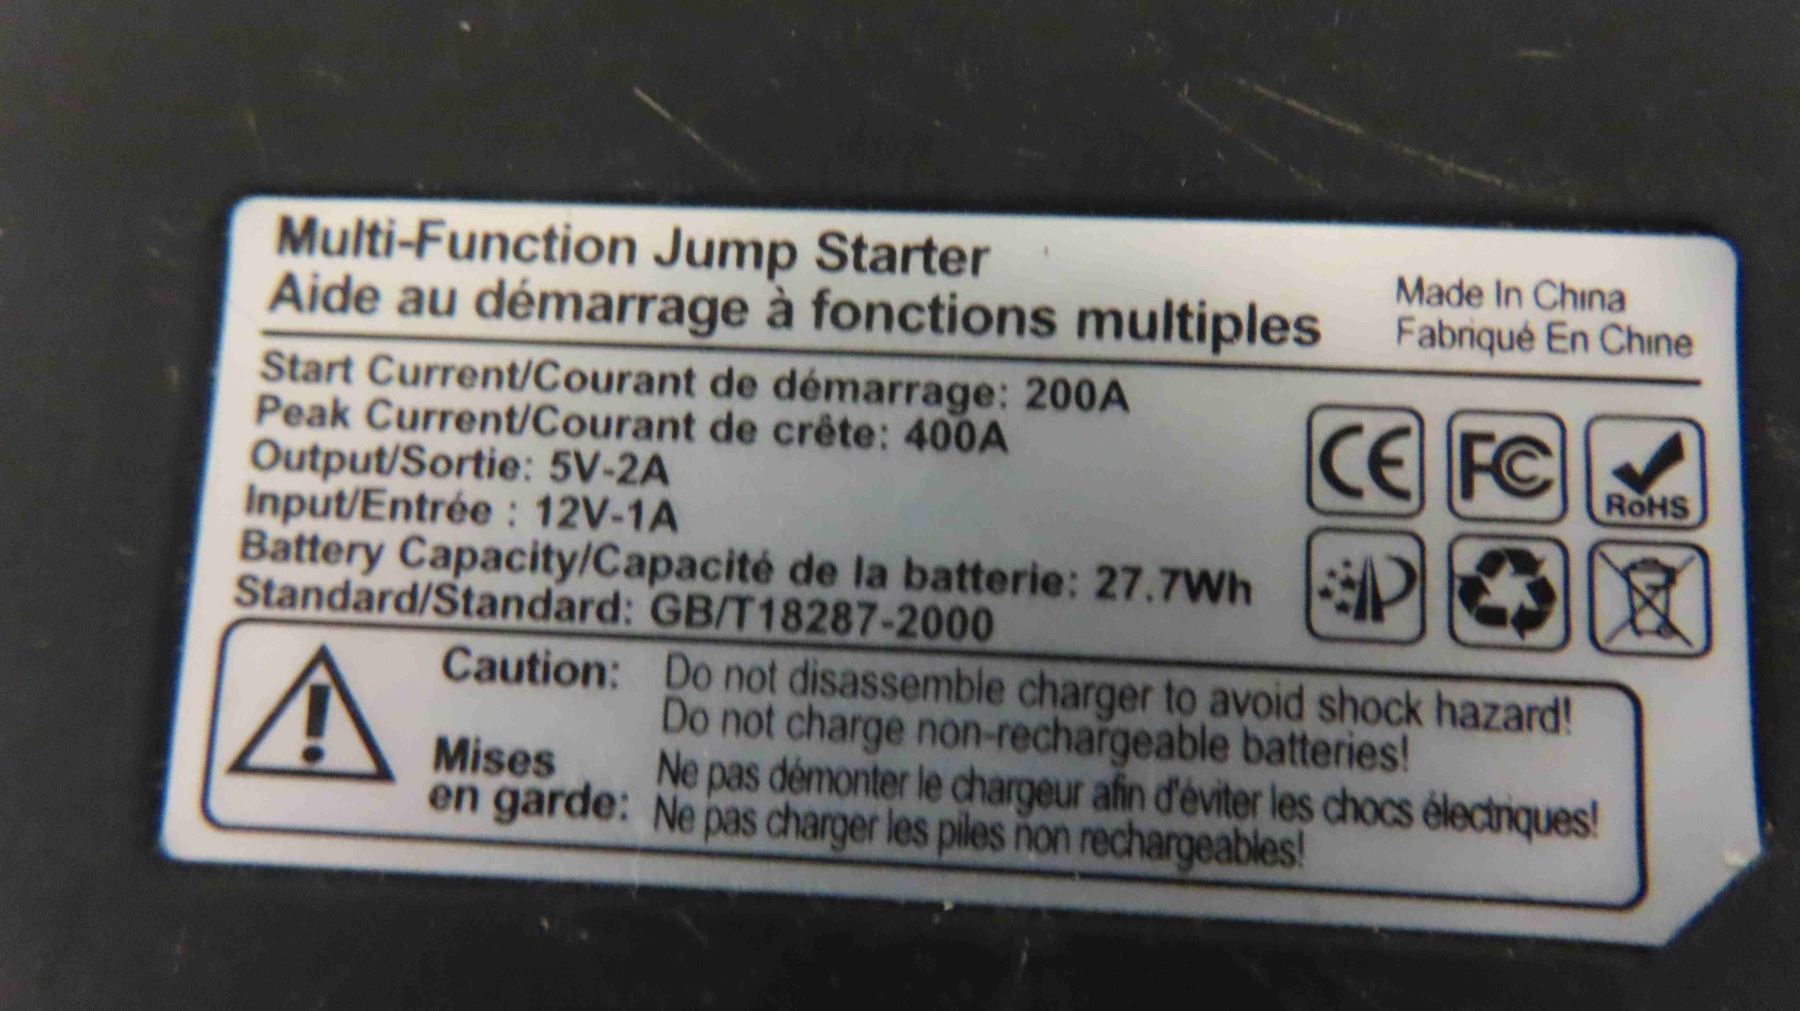 Multi-Function Jump Starter
Aide au démarrage à fonctions multiples
Made In China
Fabriqué En Chine
Start Current/Courant de démarrage: 200A
Peak Current/Courant de crête: 400A
Output/Sortie: 5V-2A
Input/Entrée : 12V-1A
Battery Capacity/Capacité de la batterie: 27.7Wh
Standard/Standard: GB/T18287-2000
CE FC RoHS
Caution: Do not disassemble charger to avoid shock hazard!
Do not charge non-rechargeable batteries!
Mises en garde: Ne pas démonter le chargeur afin d'éviter les chocs électriques!
Ne pas charger les piles non rechargeables!